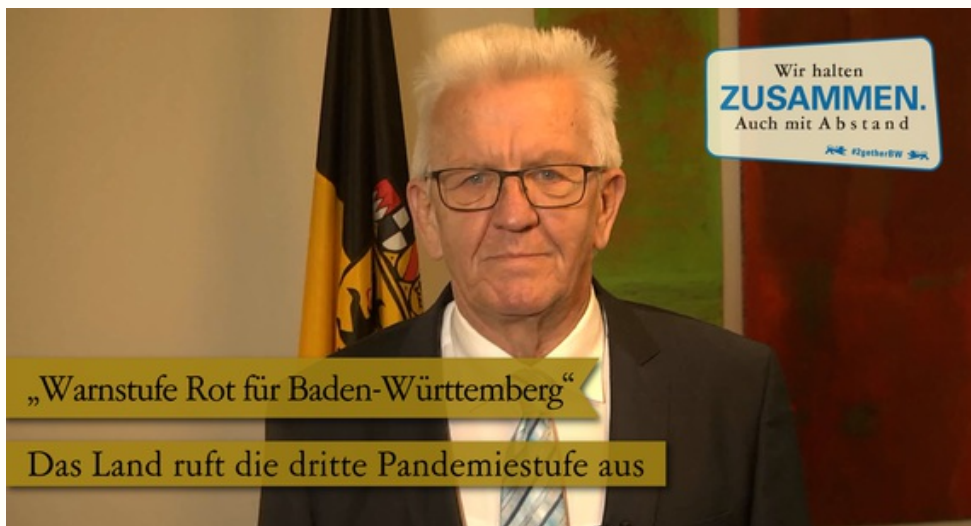 Wir halten
ZUSAMMEN.
Auch mit Abstand
#2getherBW
„Warnstufe Rot für Baden-Württemberg“
Das Land ruft die dritte Pandemiestufe aus